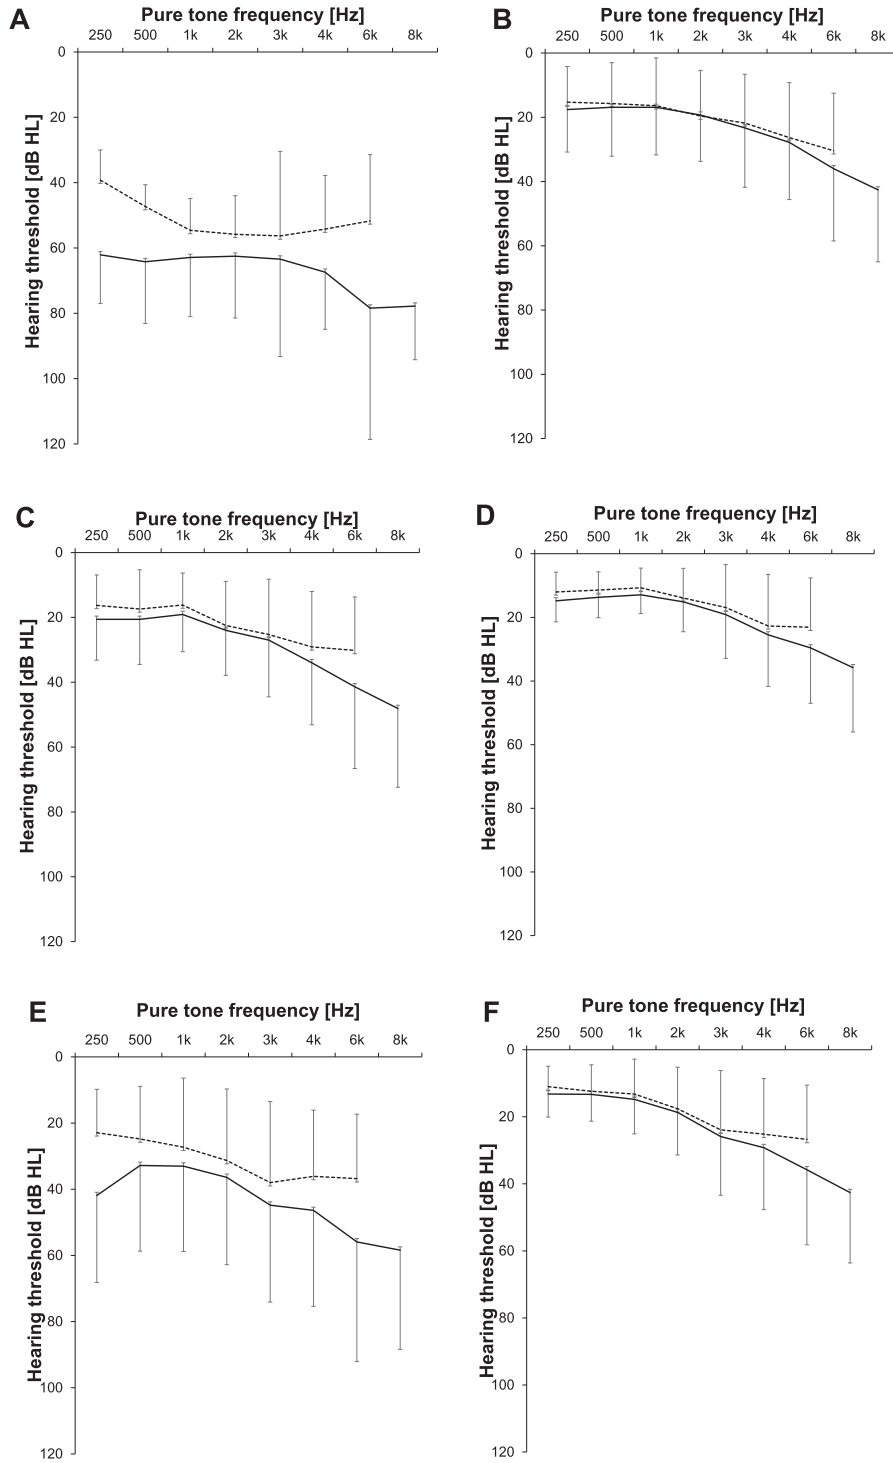 A
Pure tone frequency [Hz]
250 500 1k 2k 3k 4k 6k 8k
Hearing threshold [dB HL]
0
20
40
60
80
100
120
B
Pure tone frequency [Hz]
250 500 1k 2k 3k 4k 6k 8k
Hearing threshold [dB HL]
0
20
40
60
80
100
120
C
Pure tone frequency [Hz]
250 500 1k 2k 3k 4k 6k 8k
Hearing threshold [dB HL]
0
20
40
60
80
100
120
D
Pure tone frequency [Hz]
250 500 1k 2k 3k 4k 6k 8k
Hearing threshold [dB HL]
0
20
40
60
80
100
120
E
Pure tone frequency [Hz]
250 500 1k 2k 3k 4k 6k 8k
Hearing threshold [dB HL]
0
20
40
60
80
100
120
F
Pure tone frequency [Hz]
250 500 1k 2k 3k 4k 6k 8k
Hearing threshold [dB HL]
0
20
40
60
80
100
120